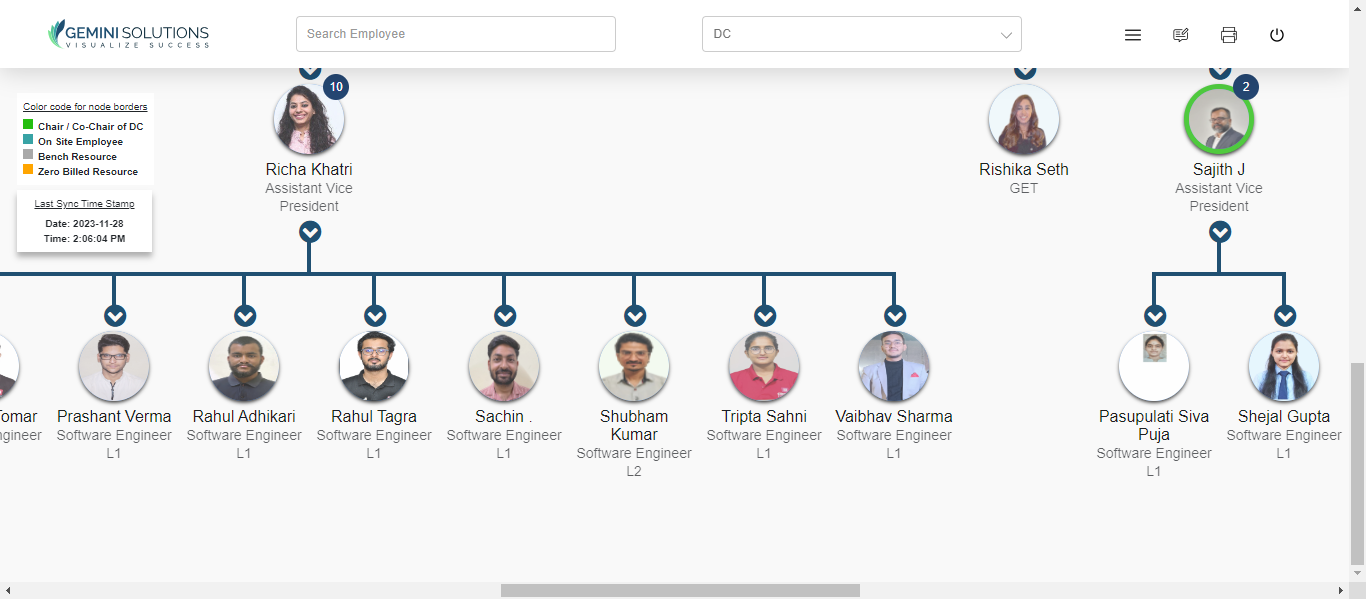 GEMINI SOLUTIONS
VISUALIZE SUCCESS
Search Employee
DC
Color code for node borders
Chair / Co-Chair of DC
On Site Employee
Bench Resource
Zero Billed Resource
Last Sync Time Stamp
Date: 2023-11-28
Time: 2:06:04 PM
10
Richa Khatri
Assistant Vice
President
Rishika Seth
GET
2
Sajith J
Assistant Vice
President
Tomar
gineer
Prashant Verma
Software Engineer
L1
Rahul Adhikari
Software Engineer
L1
Rahul Tagra
Software Engineer
L1
Sachin .
Software Engineer
L1
Shubham
Kumar
Software Engineer
L2
Tripta Sahni
Software Engineer
L1
Vaibhav Sharma
Software Engineer
L1
Pasupulati Siva
Puja
Software Engineer
L1
Shejal Gupta
Software Engineer
L1